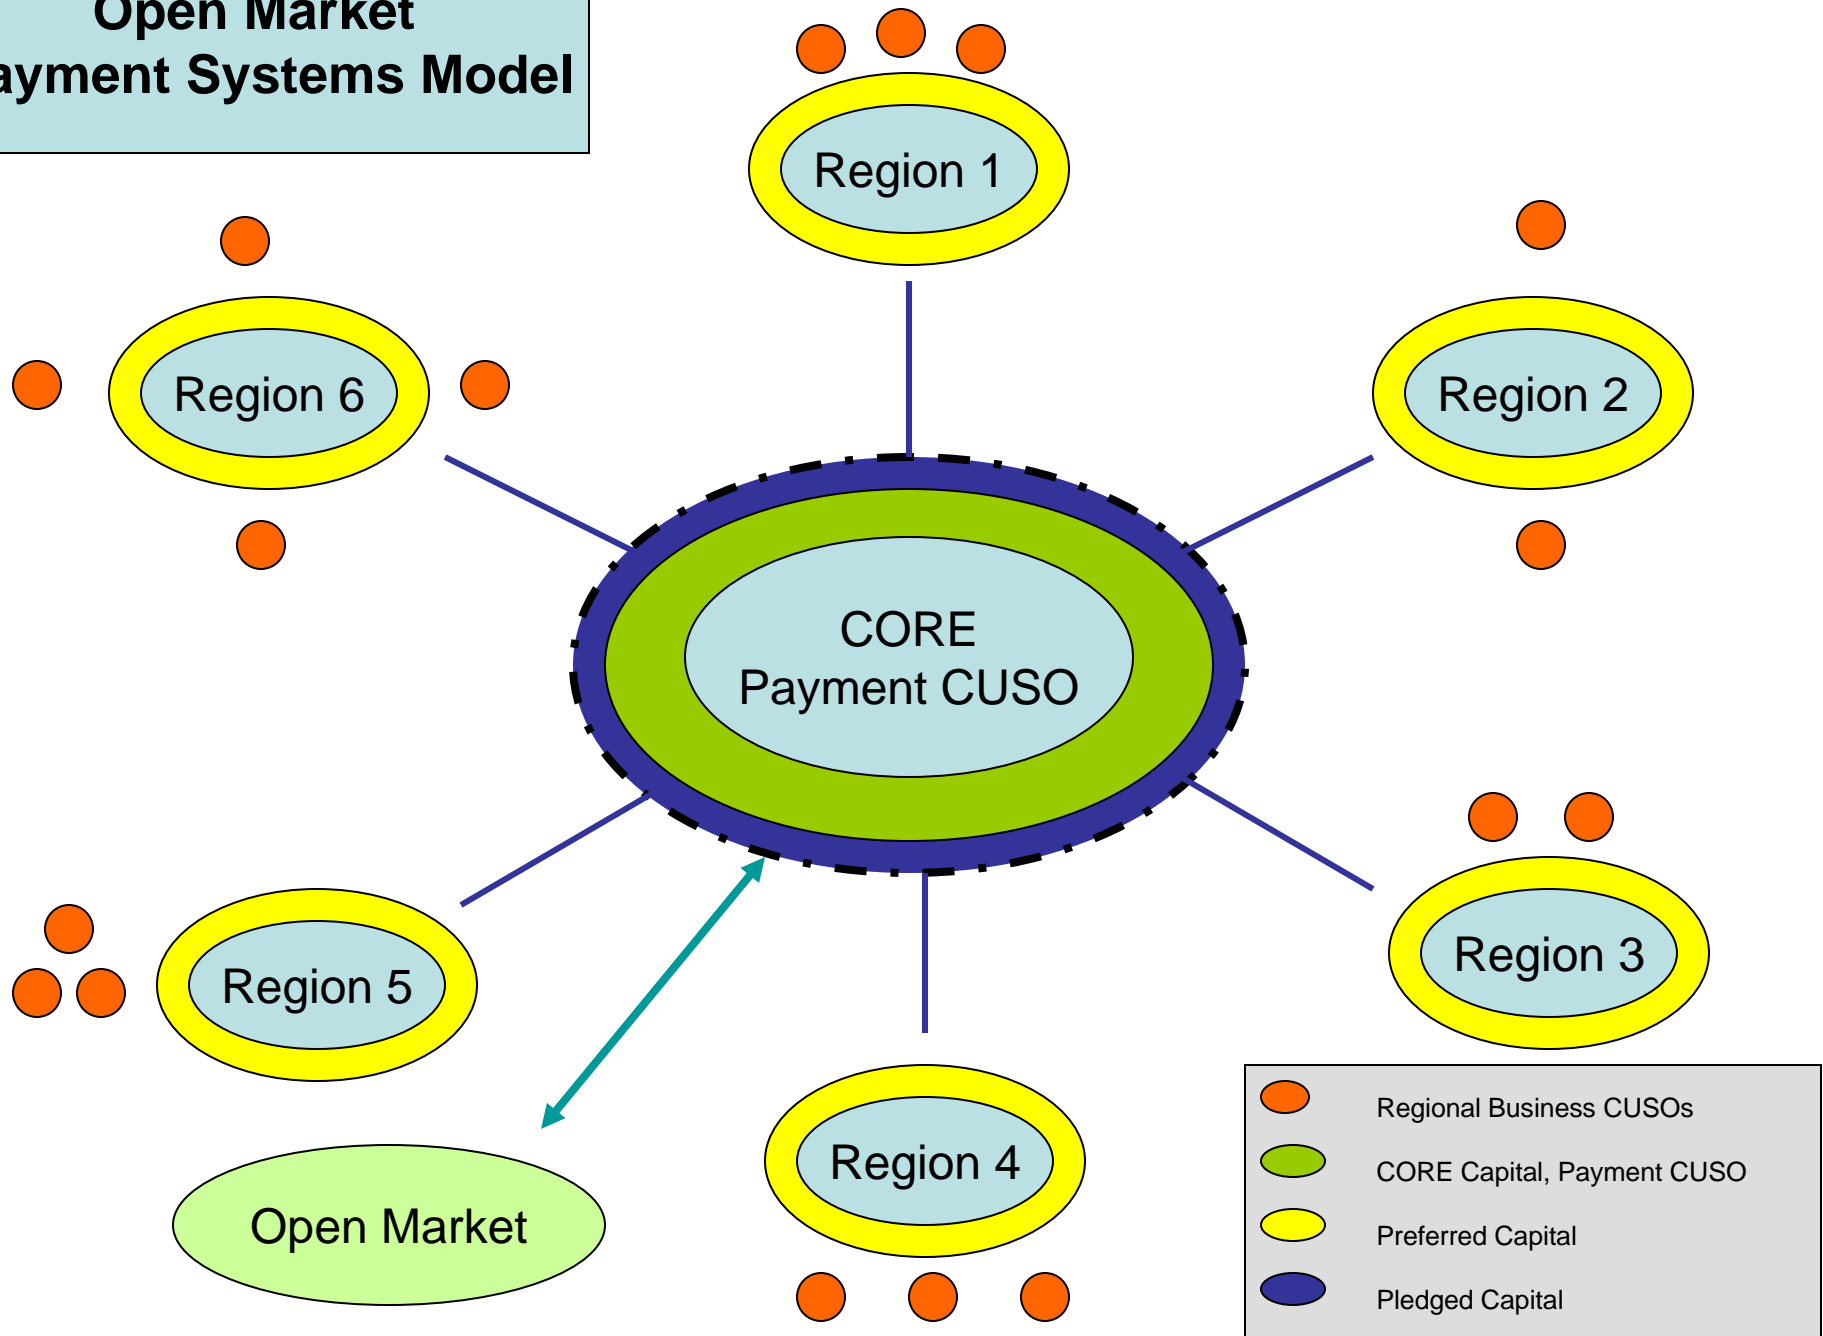 Open Market
ayment Systems Model
Region 1
Region 6
Region 2
CORE
Payment CUSO
Region 5
Region 3
Region 4
Open Market
Regional Business CUSOs
CORE Capital, Payment CUSO
Preferred Capital
Pledged Capital